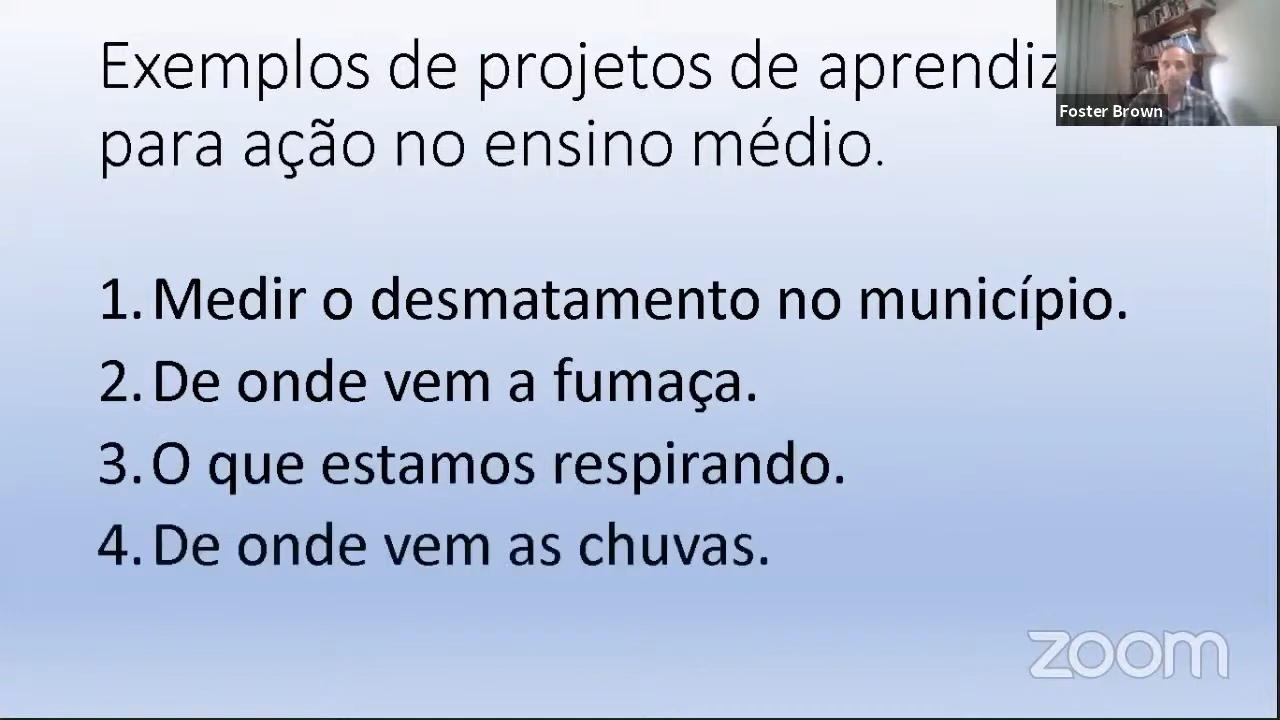 Exemplos de projetos de
para ação no ensino médio.
Foster Brown
1. Medir o desmatamento no município.
2. De onde vem a fumaça.
3. O que estamos respirando.
4. De onde vem as chuvas.
zoom